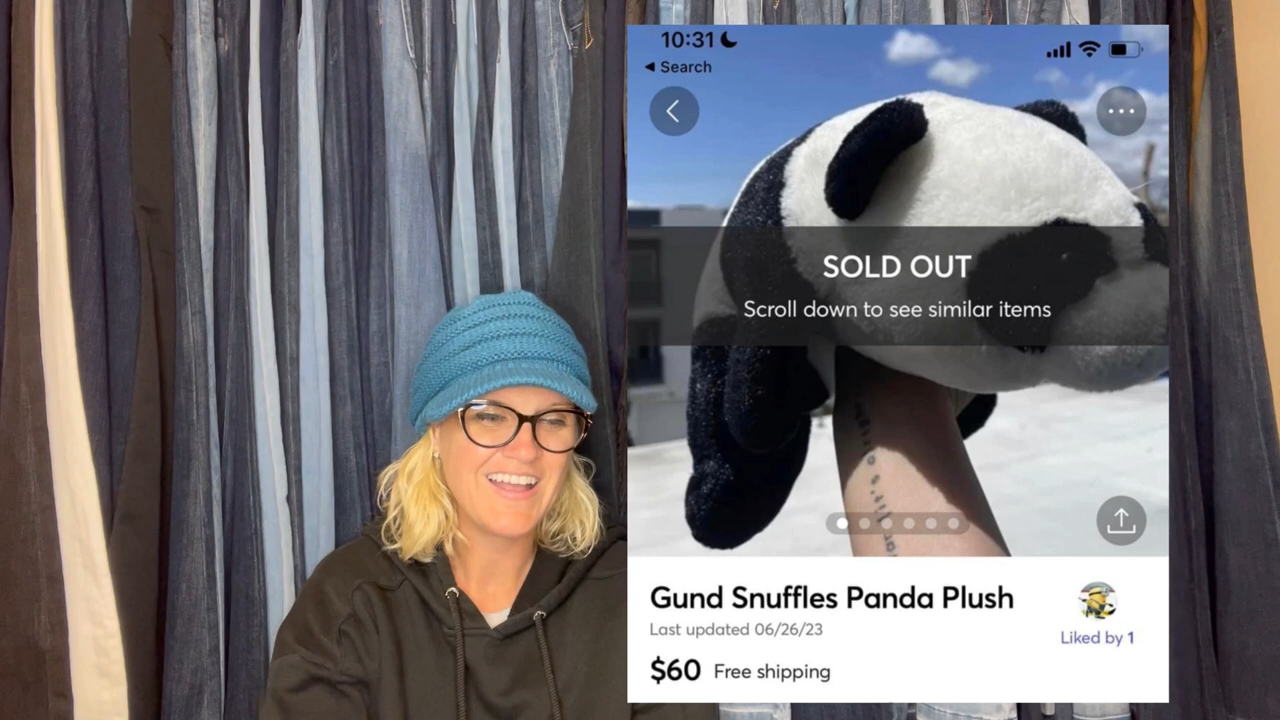 10:31
Search
SOLD OUT
Scroll down to see similar items
Gund Snuffles Panda Plush
Last updated 06/26/23
Liked by 1
$60 Free shipping